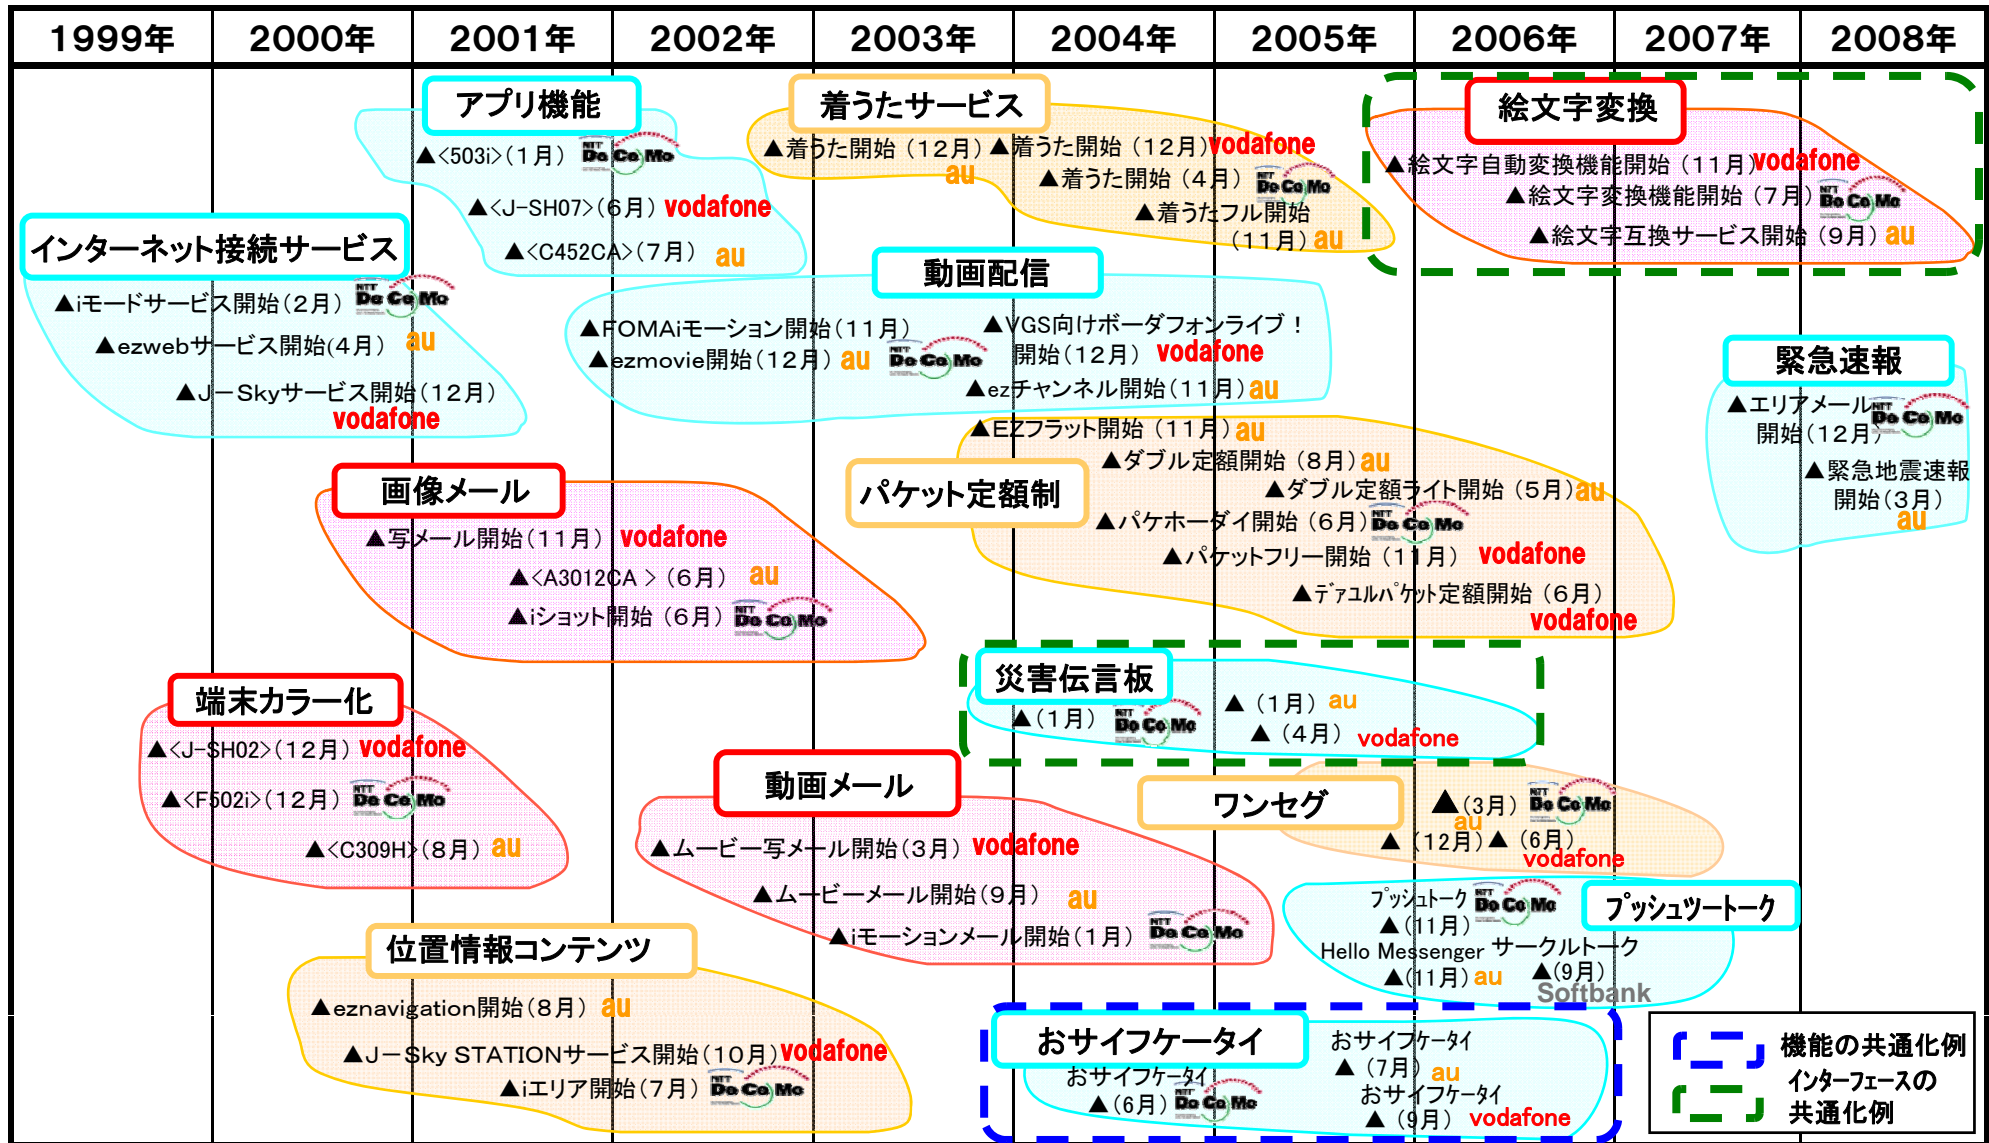 1999年 2000年 2001年 2002年 2003年 2004年 2005年 2006年 2007年 2008年
アプリ機能
▲<503i>(1月) NTT DoCoMo
▲<J-SH07>(6月) vodafone
▲<C452CA>(7月) au
着うたサービス
▲着うた開始（12月）au
▲着うた開始（12月）vodafone
▲着うた開始（4月）NTT DoCoMo
▲着うたフル開始
（11月）au
絵文字変換
▲絵文字自動変換機能開始（11月）vodafone
▲絵文字変換機能開始（7月）NTT DoCoMo
▲絵文字互換サービス開始（9月）au
インターネット接続サービス
▲iモードサービス開始(2月) NTT DoCoMo
▲ezwebサービス開始(4月) au
▲J－Skyサービス開始(12月)
vodafone
動画配信
▲FOMAiモーション開始(11月) NTT DoCoMo
▲ezmovie開始(12月) au
▲VGS向けボーダフォンライブ！
開始(12月) vodafone
▲ezチャンネル開始(11月) au
緊急速報
▲エリアメール NTT DoCoMo
開始(12月)
▲緊急地震速報
開始(3月)
au
画像メール
▲写メール開始(11月) vodafone
▲<A3012CA >（6月） au
▲iショット開始（6月）NTT DoCoMo
パケット定額制
▲EZフラット開始（11月）au
▲ダブル定額開始（8月）au
▲ダブル定額ライト開始（5月）au
▲パケホーダイ開始（6月）NTT DoCoMo
▲パケットフリー開始（11月） vodafone
▲ﾃﾞｧﾕﾙﾊﾟｹｯﾄ定額開始（6月）
vodafone
端末カラー化
▲<J-SH02>(12月) vodafone
▲<F502i>(12月) NTT DoCoMo
▲<C309H>(8月) au
災害伝言板
▲(1月) NTT DoCoMo
▲（1月）au
▲（4月）vodafone
動画メール
▲ムービー写メール開始(3月) vodafone
▲ムービーメール開始(9月) au
▲iモーションメール開始(1月) NTT DoCoMo
ワンセグ
▲(3月) NTT DoCoMo
au
▲（12月）▲（6月）
vodafone
プッシュツートーク
プッシュトーク NTT DoCoMo
▲(11月)
Hello Messenger サークルトーク
▲(11月) au ▲(9月)
Softbank
位置情報コンテンツ
▲eznavigation開始(8月) au
▲J－Sky STATIONサービス開始(10月) vodafone
▲iエリア開始(7月) NTT DoCoMo
おサイフケータイ
おサイフケータイ
▲(6月) NTT DoCoMo
おサイフケータイ
▲（7月）au
おサイフケータイ
▲（9月）vodafone
機能の共通化例
インターフェースの
共通化例